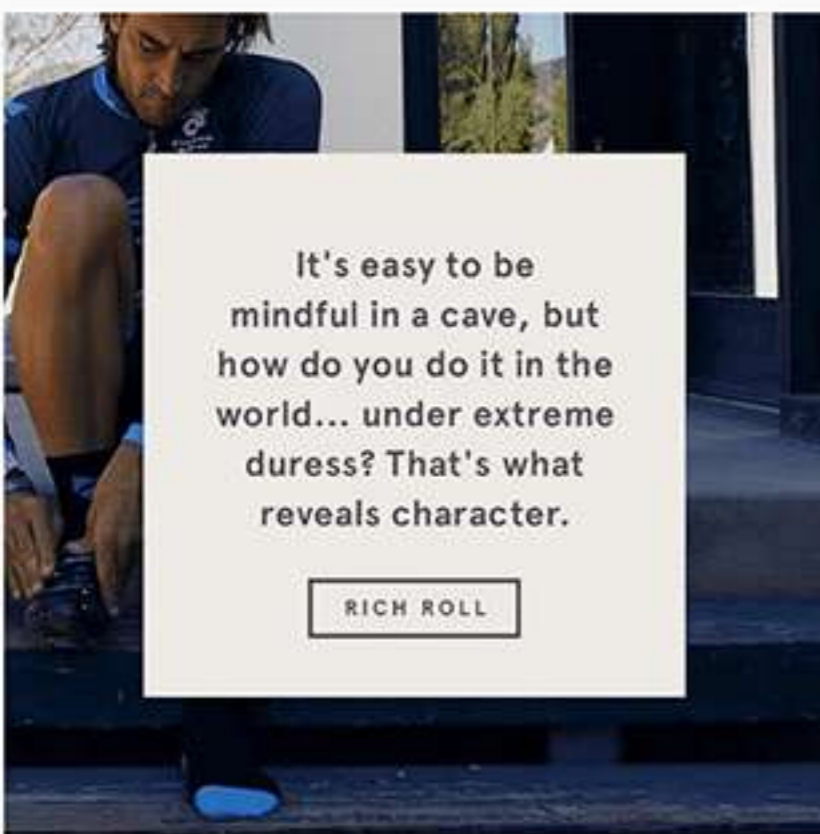 It's easy to be
mindful in a cave, but
how do you do it in the
world... under extreme
duress? That's what
reveals character.
RICH ROLL